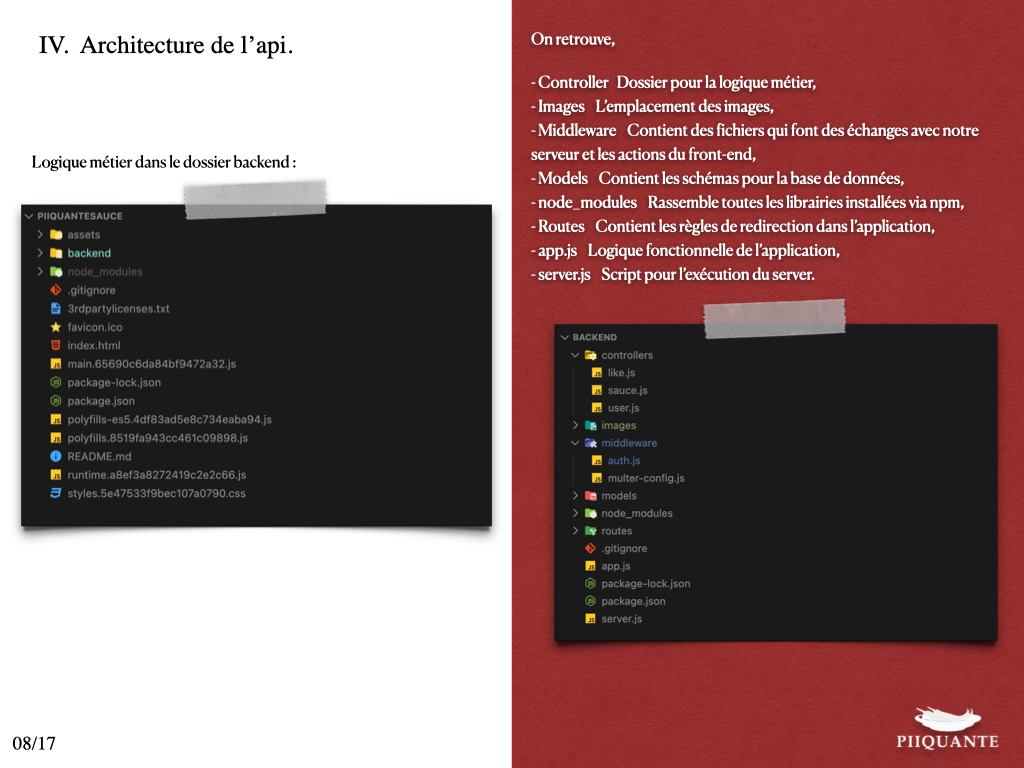 IV. Architecture de l’api.
Logique métier dans le dossier backend :
PIIQUANTESAUCE
assets
backend
node_modules
.gitignore
3rdpartylicenses.txt
favicon.ico
index.html
main.65690c6da84bf9472a32.js
package-lock.json
package.json
polyfills-es5.4df83ad5e8c734eaba94.js
polyfills.8519fa943cc461c09898.js
README.md
runtime.a8ef3a8272419c2e2c66.js
styles.5e47533f9bec107a0790.css
08/17
On retrouve,
- Controller Dossier pour la logique métier,
- Images L’emplacement des images,
- Middleware Contient des fichiers qui font des échanges avec notre
serveur et les actions du front-end,
- Models Contient les schémas pour la base de données,
- node_modules Rassemble toutes les librairies installées via npm,
- Routes Contient les règles de redirection dans l’application,
- app.js Logique fonctionnelle de l’application,
- server.js Script pour l’exécution du server.
BACKEND
controllers
like.js
sauce.js
user.js
images
middleware
auth.js
multer-config.js
models
node_modules
routes
.gitignore
app.js
package-lock.json
package.json
server.js
PIIQUANTE